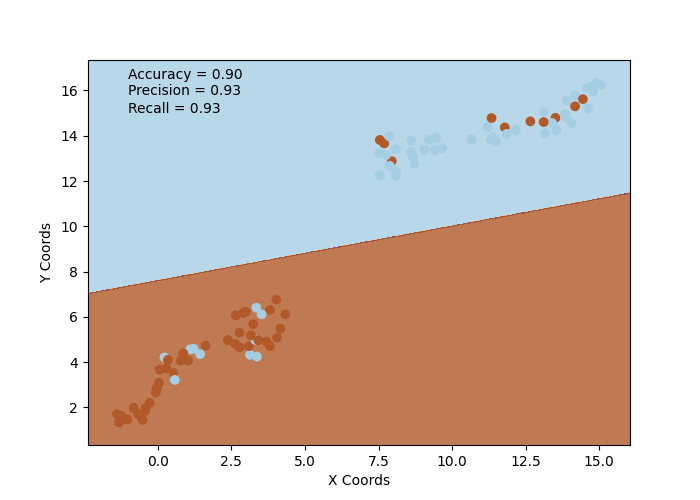 Accuracy = 0.90
Precision = 0.93
Recall = 0.93
16
14
12
10
8
6
4
2
Y Coords
0.0 2.5 5.0 7.5 10.0 12.5 15.0
X Coords